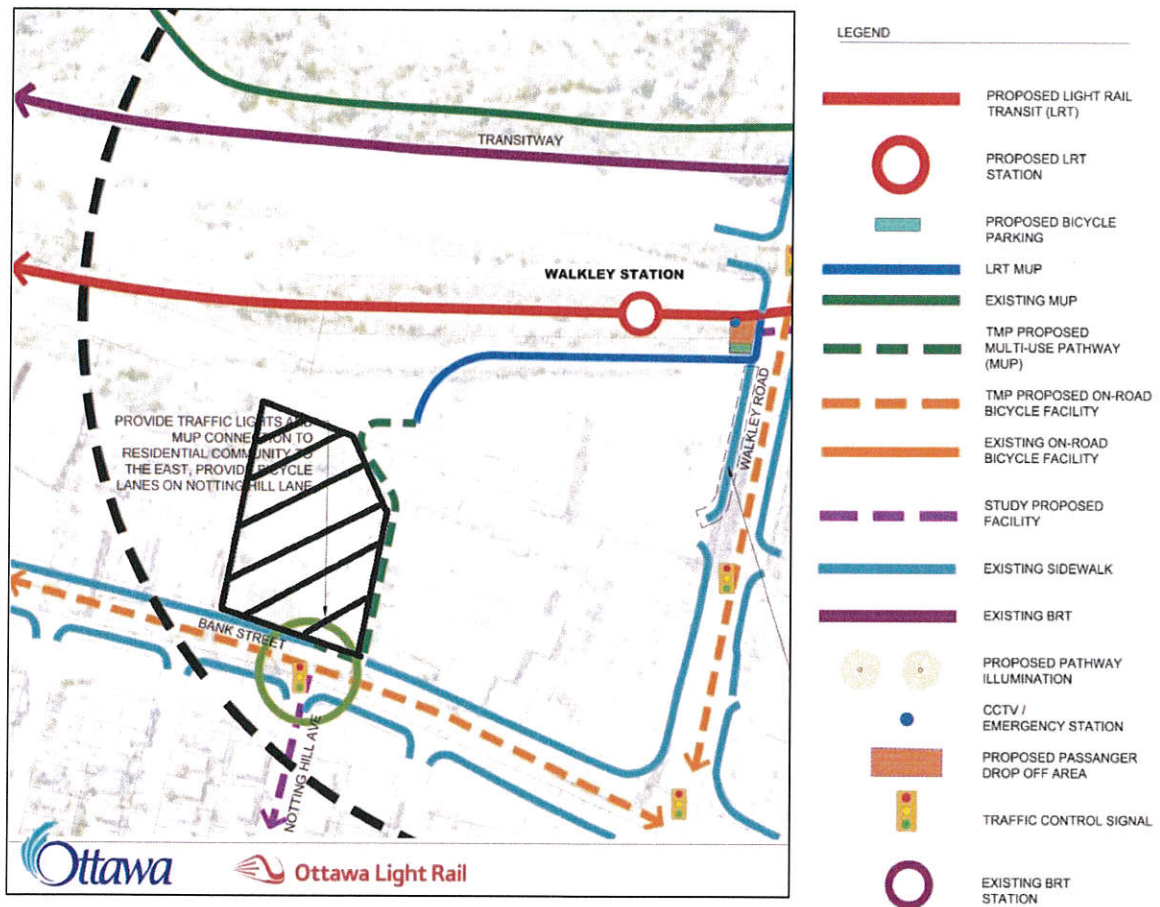 TRANSITWAY
WALKLEY STATION
PROVIDE TRAFFIC LIGHTS AND
MUP CONNECTION TO
RESIDENTIAL COMMUNITY TO
THE EAST, PROVIDE BICYCLE
LANES ON NOTTING HILL LANE
WALKLEY ROAD
BANK STREET
NOTTING HILL AVE
Ottawa
Ottawa Light Rail
LEGEND
PROPOSED LIGHT RAIL
TRANSIT (LRT)
PROPOSED LRT
STATION
PROPOSED BICYCLE
PARKING
LRT MUP
EXISTING MUP
TMP PROPOSED
MULTI-USE PATHWAY
(MUP)
TMP PROPOSED ON-ROAD
BICYCLE FACILITY
EXISTING ON-ROAD
BICYCLE FACILITY
STUDY PROPOSED
FACILITY
EXISTING SIDEWALK
EXISTING BRT
PROPOSED PATHWAY
ILLUMINATION
CCTV /
EMERGENCY STATION
PROPOSED PASSANGER
DROP OFF AREA
TRAFFIC CONTROL SIGNAL
EXISTING BRT
STATION